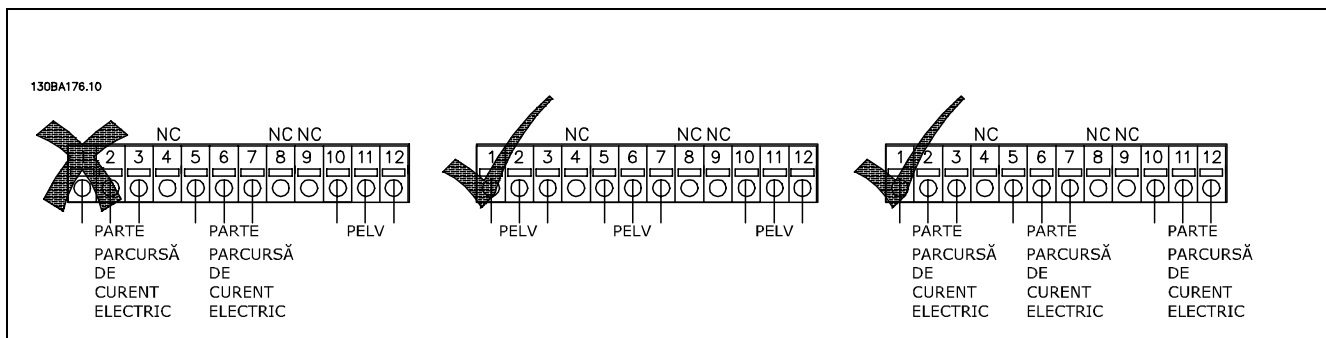 130BA176.10
NC NC NC
2 3 4 5 6 7 8 9 10 11 12
PARTE PARTE PELV
PARCURSĂ PARCURSĂ
DE DE
CURENT CURENT
ELECTRIC ELECTRIC
NC NC NC
1 2 3 4 5 6 7 8 9 10 11 12
PELV PELV PELV
NC NC NC
1 2 3 4 5 6 7 8 9 10 11 12
PARTE PARTE PARTE
PARCURSĂ PARCURSĂ PARCURSĂ
DE DE DE
CURENT CURENT CURENT
ELECTRIC ELECTRIC ELECTRIC